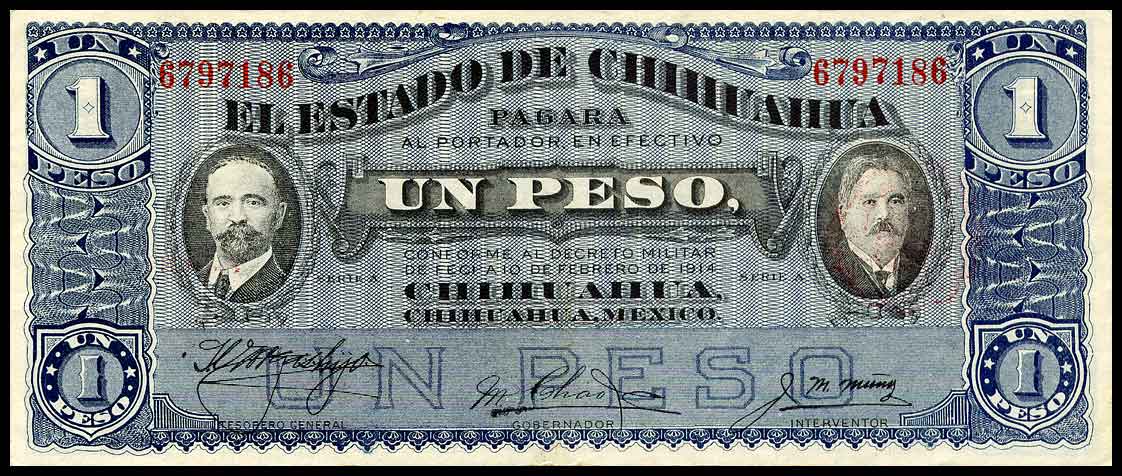 UN
1
PESO
6797186
6797186
UN
1
PESO
EL ESTADO DE CHIHUAHUA
PAGARA
AL PORTADOR EN EFECTIVO
UN PESO,
CONFORME AL DECRETO MILITAR
DE FECHA 10 DE FEBRERO DE 1914
SERIE
SERIE
CHIHUAHUA,
CHIHUAHUA, MEXICO.
UN PESO
UN
1
PESO
UN
1
PESO
M. Chao
J. M. Muñoz
TESORERO GENERAL
GOBERNADOR
INTERVENTOR